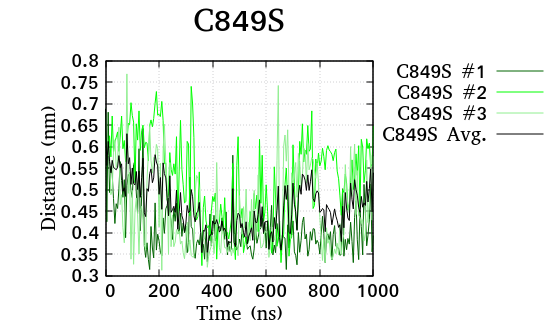 C849S
C849S #1
C849S #2
C849S #3
C849S Avg.
Distance (nm)
0.8
0.75
0.7
0.65
0.6
0.55
0.5
0.45
0.4
0.35
0.3
0 200 400 600 800 1000
Time (ns)